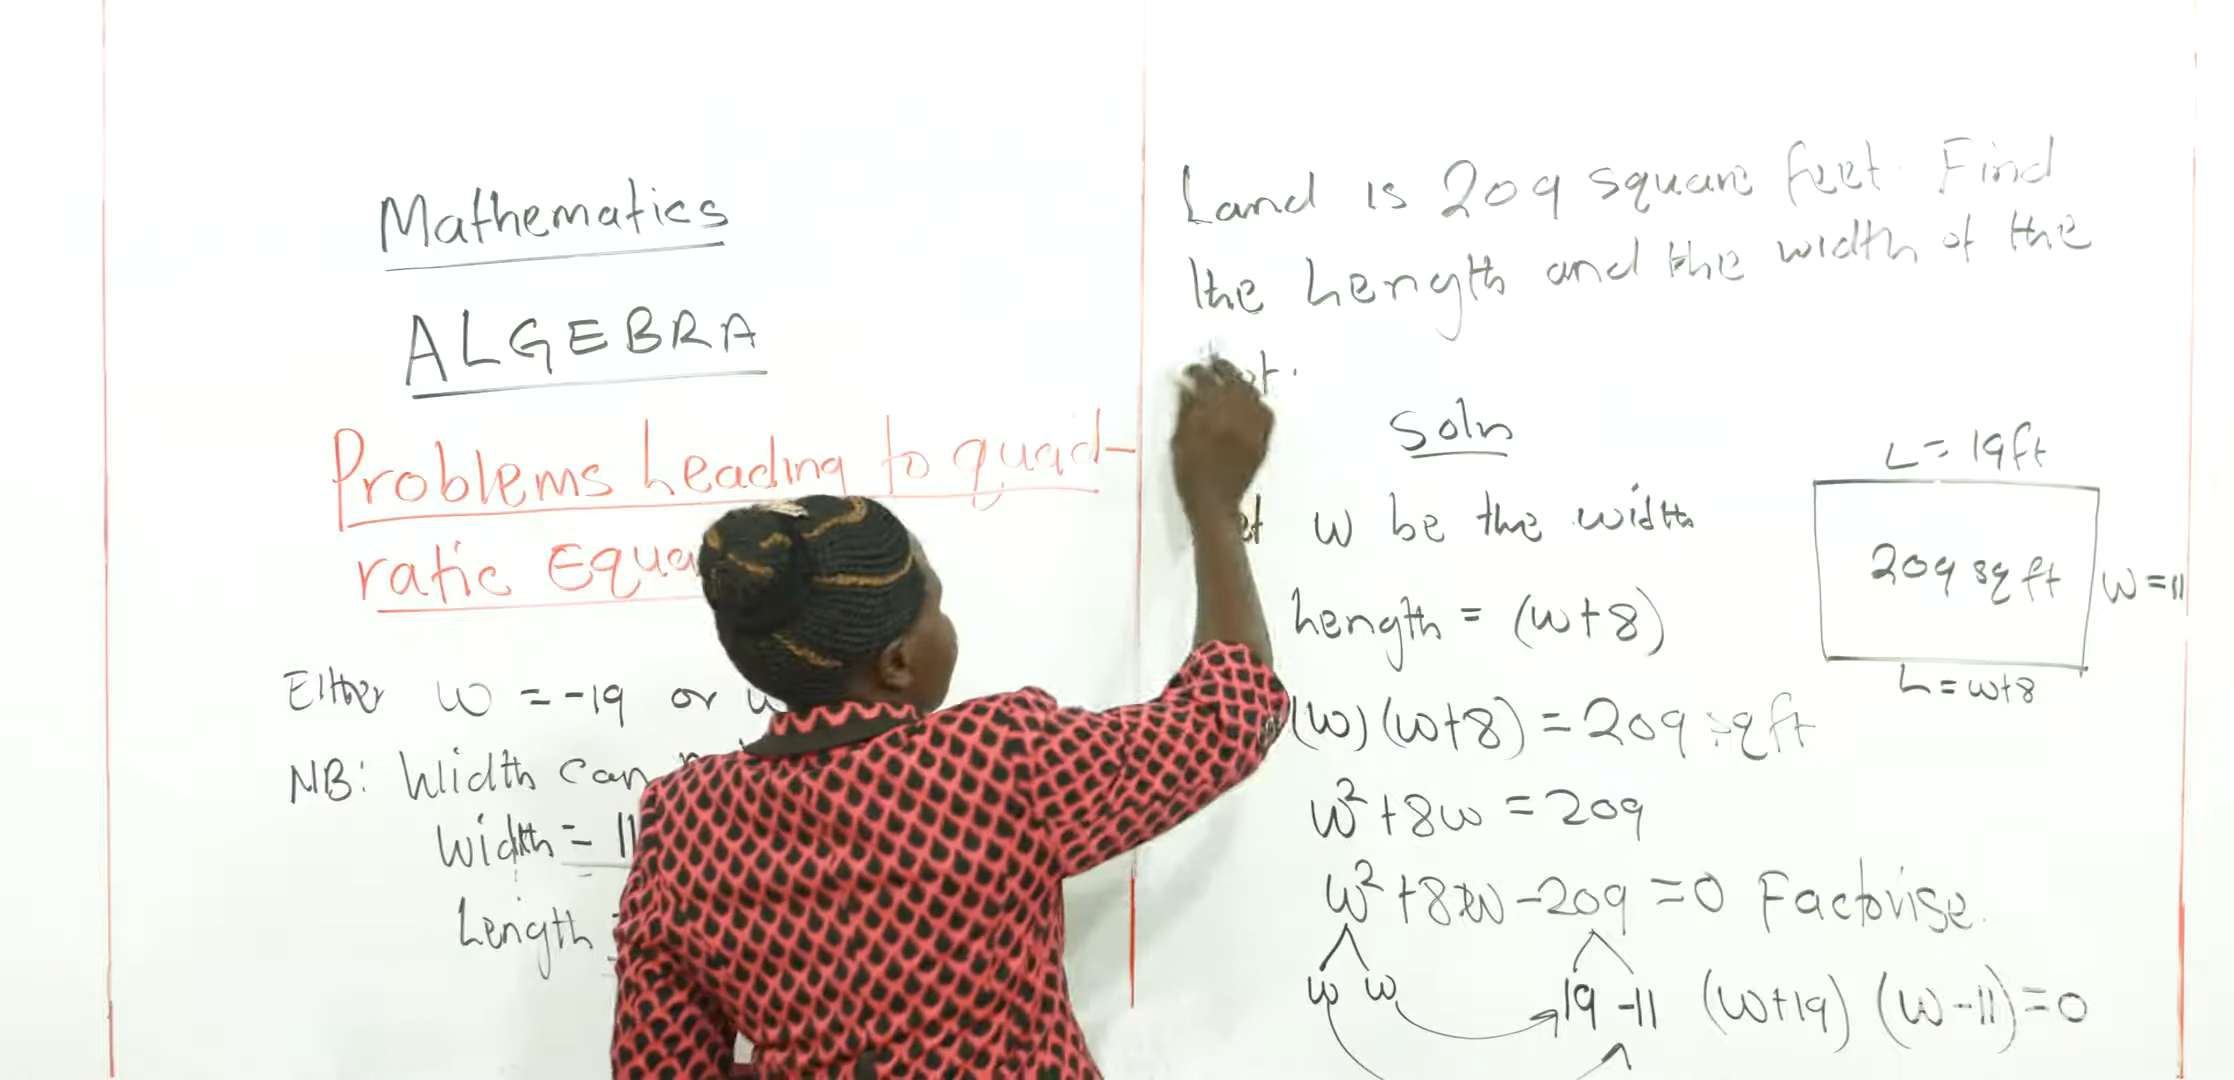 Mathematics
ALGEBRA
Problems Leading to quad-
ratic Equa
Either w = -19 or
NB: Width can
Width = 11
Length
Land is 209 square feet. Find
the Length and the width of the
Soln
w be the width
Length = (w+8)
(w)(w+8) = 209 sqft
w²+8w = 209
w²+8w-209 = 0 Factorise.
w w 19 -11 (w+19) (w-11)=0
L = 19ft
209 sq ft
W = 11
L = w+8